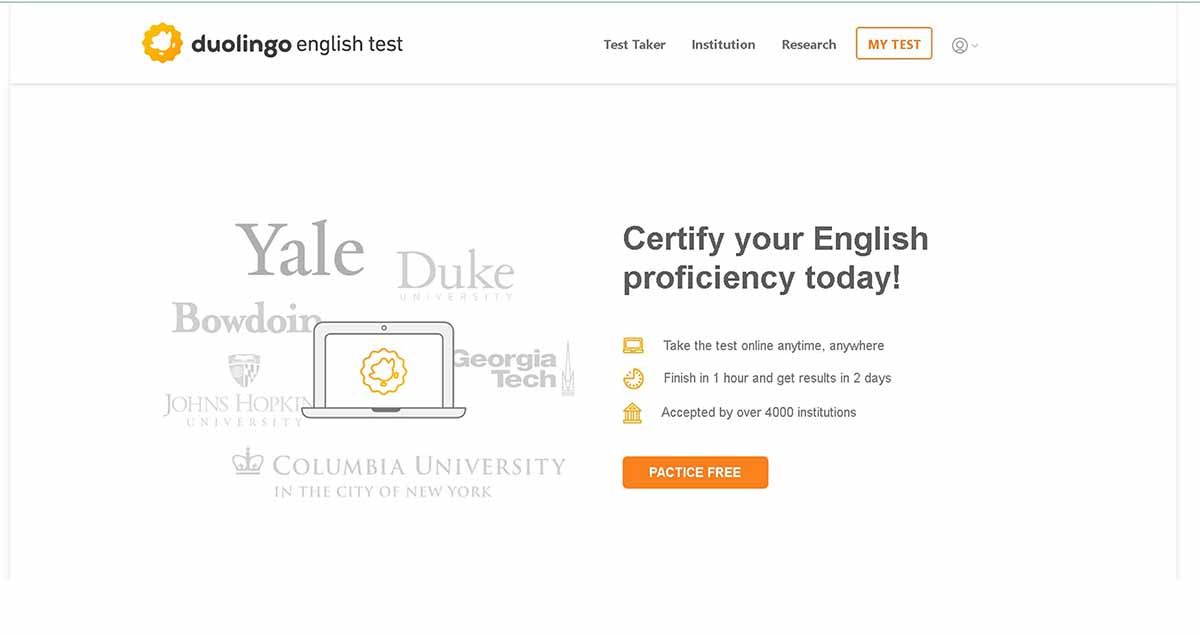 duolingo english test
Test Taker Institution Research MY TEST
Yale
Duke
UNIVERSITY
Bowdoin
Georgia
Tech
JOHNS HOPKIN
UNIVERSITY
COLUMBIA UNIVERSITY
IN THE CITY OF NEW YORK
Certify your English
proficiency today!
Take the test online anytime, anywhere
Finish in 1 hour and get results in 2 days
Accepted by over 4000 institutions
PACTICE FREE